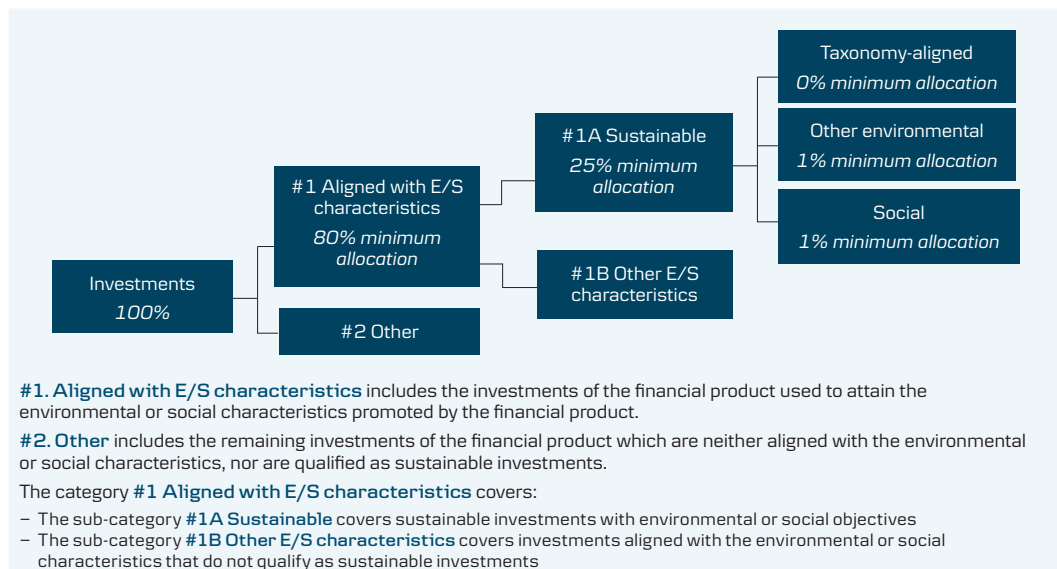 Taxonomy-aligned
0% minimum allocation
#1A Sustainable
25% minimum
allocation
Other environmental
1% minimum allocation
#1 Aligned with E/S
characteristics
80% minimum
allocation
Social
1% minimum allocation
Investments
100%
#1B Other E/S
characteristics
#2 Other
#1. Aligned with E/S characteristics includes the investments of the financial product used to attain the
environmental or social characteristics promoted by the financial product.
#2. Other includes the remaining investments of the financial product which are neither aligned with the environmental
or social characteristics, nor are qualified as sustainable investments.
The category #1 Aligned with E/S characteristics covers:
– The sub-category #1A Sustainable covers sustainable investments with environmental or social objectives
– The sub-category #1B Other E/S characteristics covers investments aligned with the environmental or social
characteristics that do not qualify as sustainable investments